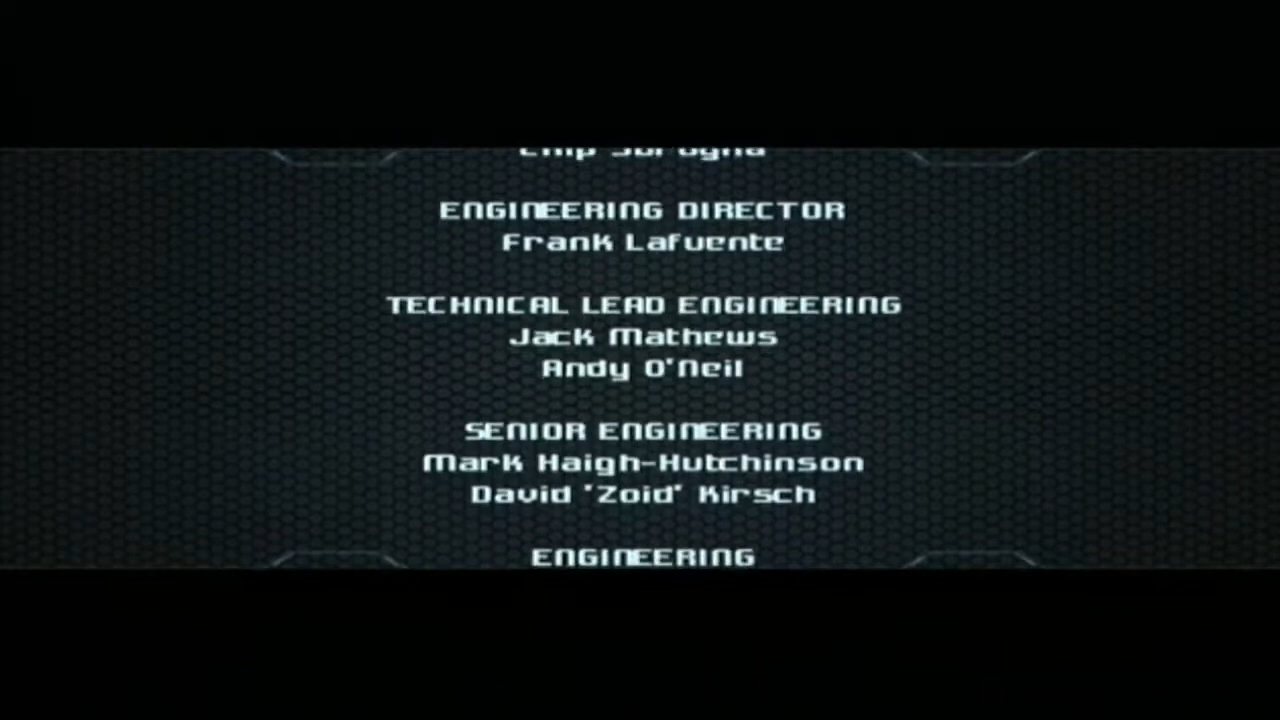 ENGINEERING DIRECTOR
Frank Lafuente
TECHNICAL LEAD ENGINEERING
Jack Mathews
Andy O'Neil
SENIOR ENGINEERING
Mark Haigh-Hutchinson
David "Zoid" Kirsch
ENGINEERING